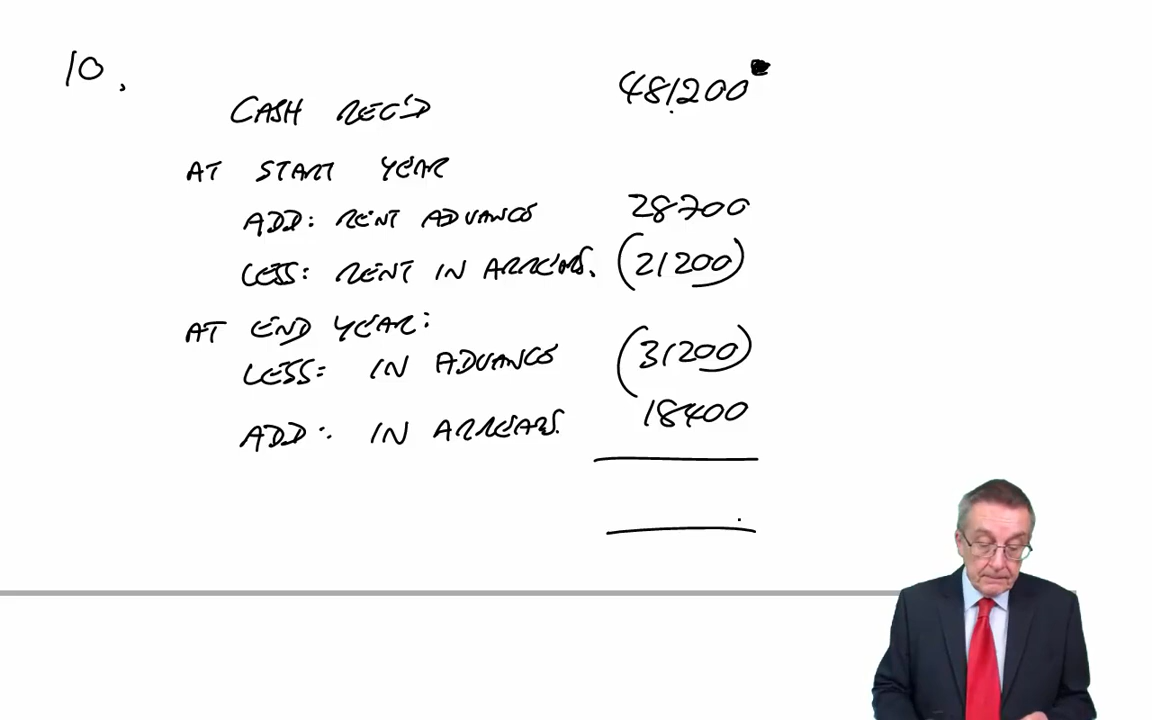 10,
CASH REC'D 481200
AT START YEAR
ADD: RENT ADVANCE 28700
LESS: RENT IN ARREARS. (21200)
AT END YEAR:
LESS: IN ADVANCE (31200)
ADD: IN ARREARS. 18400